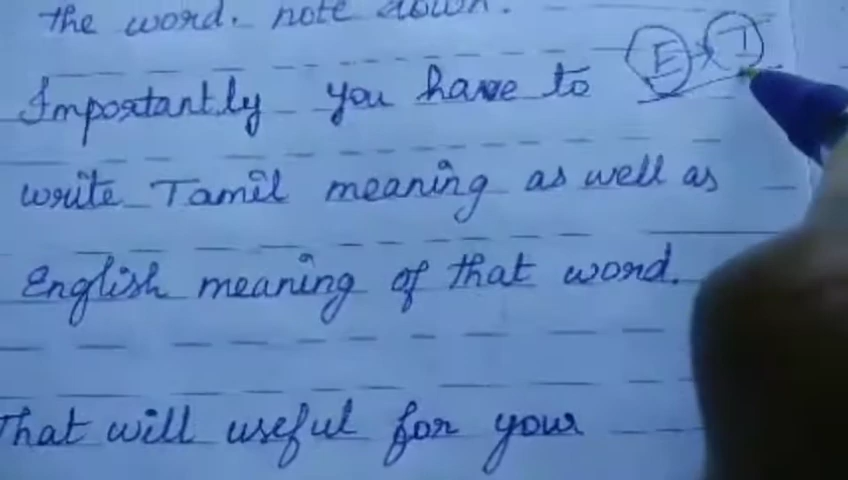 the word. note down.
Importantly you have to E → T
write Tamil meaning as well as
English meaning of that word.
That will useful for your